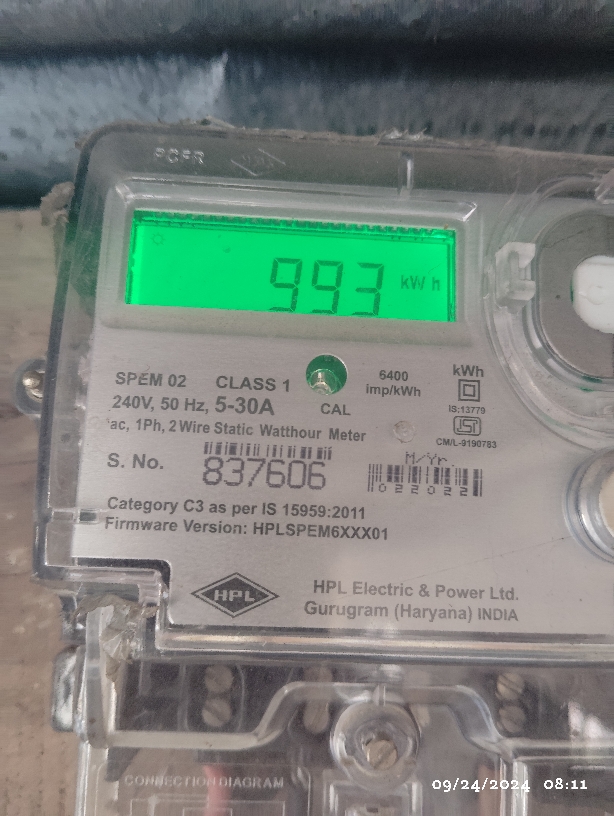 993 kWh
SPEM 02 CLASS 1 6400 imp/kWh kWh
240V, 50 Hz, 5-30A CAL IS:13779
ac, 1Ph, 2 Wire Static Watthour Meter CM/L-9190783
S. No. 837606 M/Yr. 022022
Category C3 as per IS 15959:2011
Firmware Version: HPLSPEM6XXX01
HPL
HPL Electric & Power Ltd.
Gurugram (Haryana) INDIA
CONNECTION DIAGRAM
09/24/2024 08:11